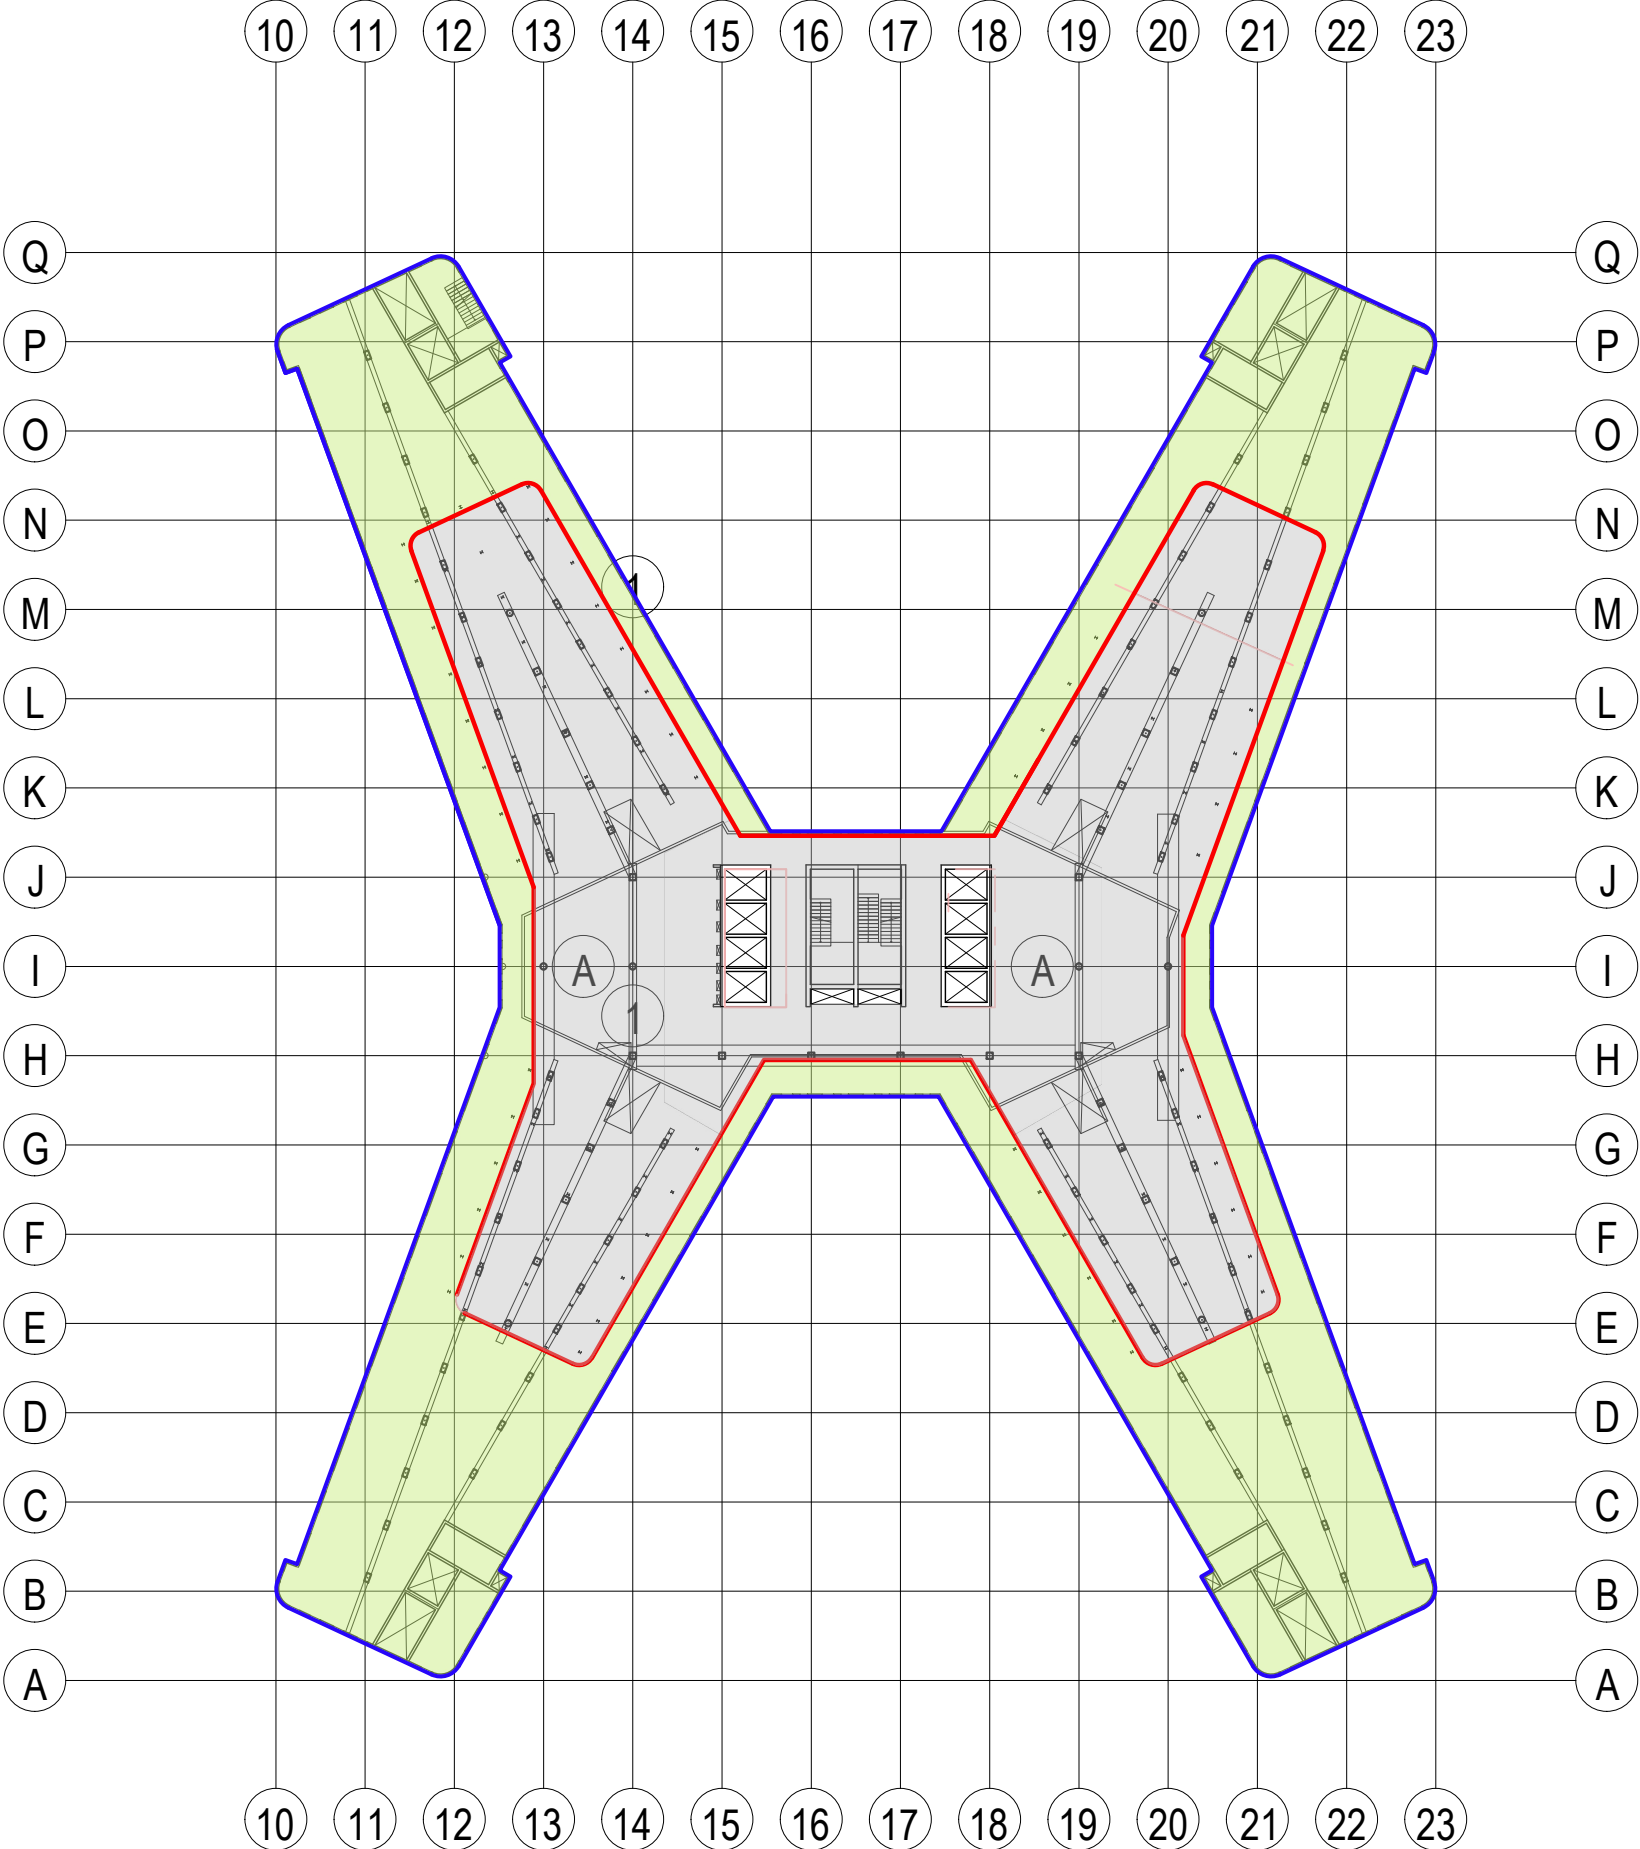 10 11 12 13 14 15 16 17 18 19 20 21 22 23
Q Q
P P
O O
N N
1
M M
L L
K K
J J
I A A I
1
H H
G G
F F
E E
D D
C C
B B
A A
10 11 12 13 14 15 16 17 18 19 20 21 22 23